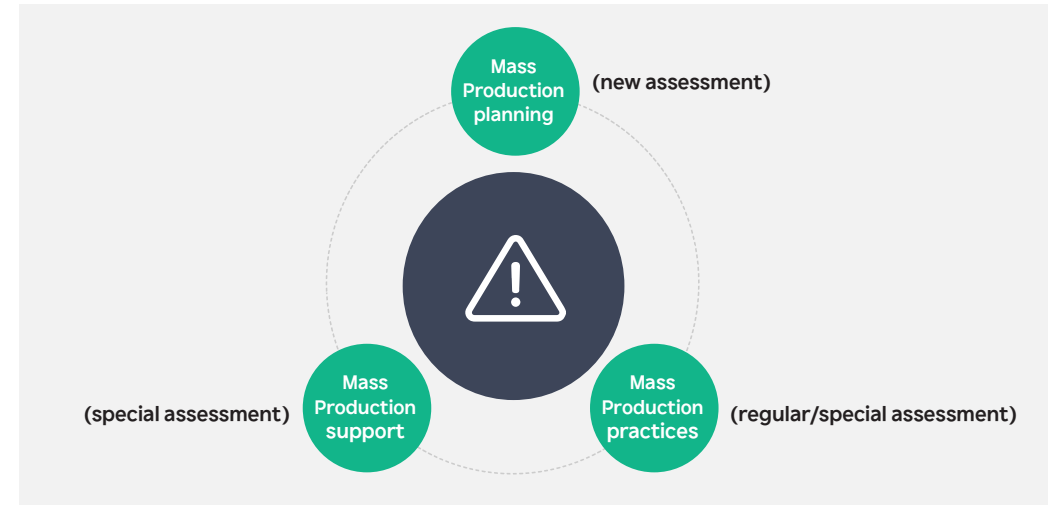 Mass
Production
planning
(new assessment)
(special assessment)
Mass
Production
support
Mass
Production
practices
(regular/special assessment)